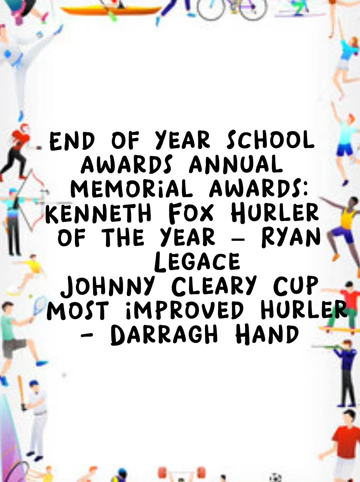 END OF YEAR SCHOOL
AWARDS ANNUAL
MEMORIAL AWARDS:
KENNETH FOX HURLER
OF THE YEAR – RYAN
LEGACE
JOHNNY CLEARY CUP
MOST IMPROVED HURLER
– DARRAGH HAND